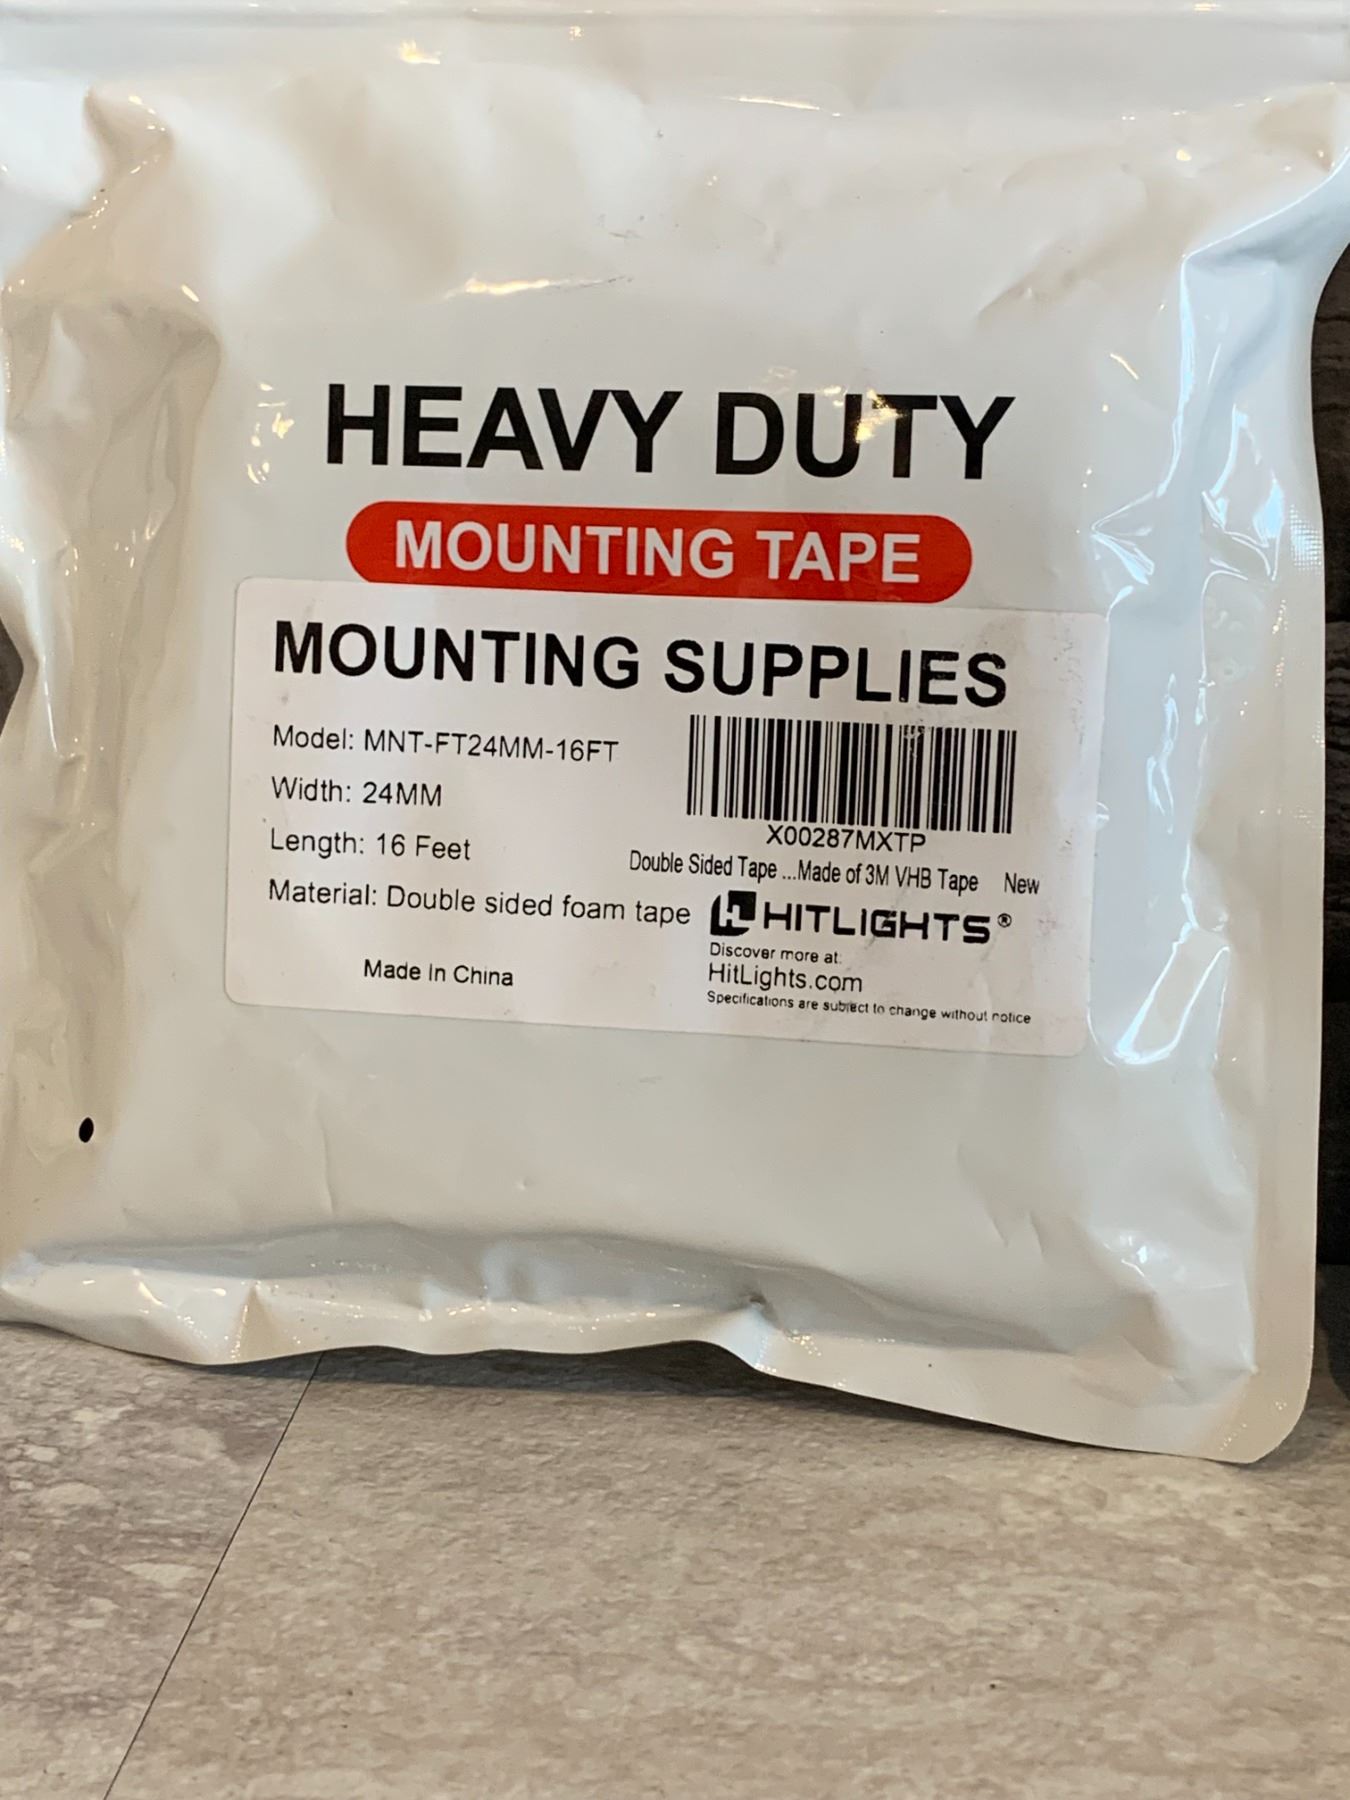 HEAVY DUTY
MOUNTING TAPE
MOUNTING SUPPLIES
Model: MNT-FT24MM-16FT
Width: 24MM
Length: 16 Feet
Material: Double sided foam tape
Made In China
X00287MXTP
Double Sided Tape ...Made of 3M VHB Tape New
HITLIGHTS®
Discover more at:
HitLights.com
Specifications are subject to change without notice